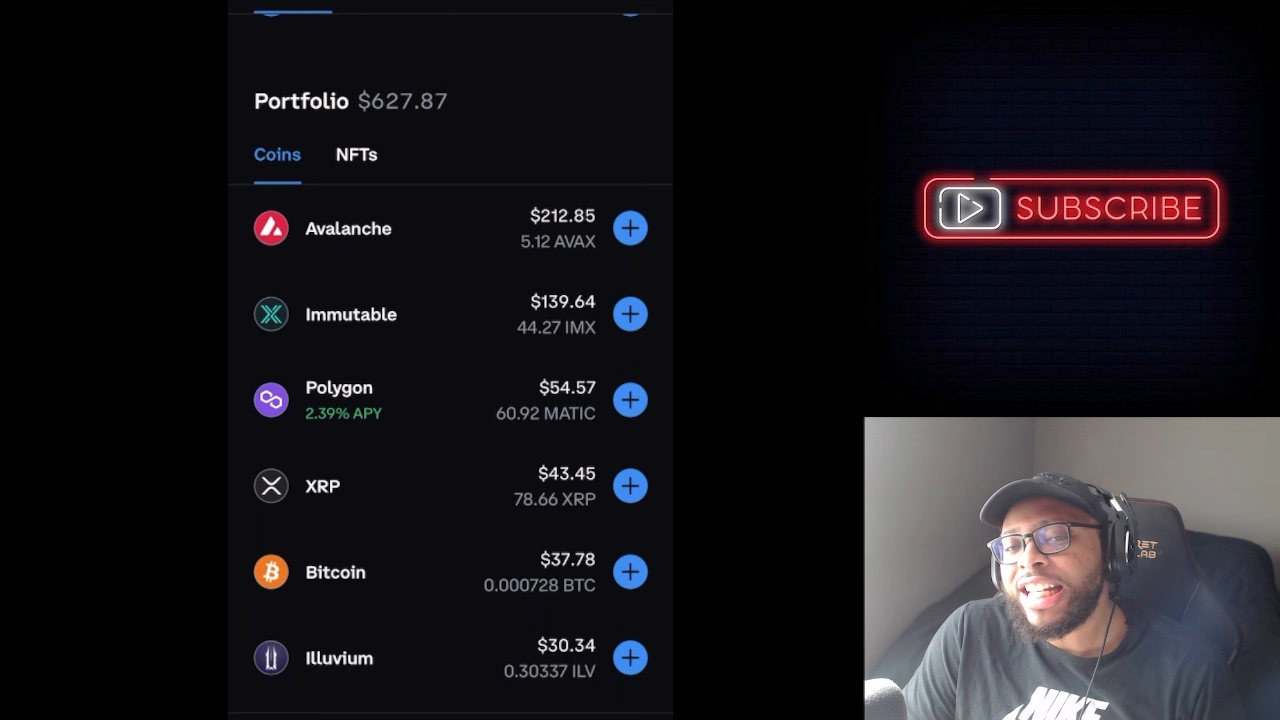 Portfolio $627.87
Coins NFTs
Avalanche $212.85
5.12 AVAX
Immutable $139.64
44.27 IMX
Polygon $54.57
2.39% APY 60.92 MATIC
XRP $43.45
78.66 XRP
Bitcoin $37.78
0.000728 BTC
Illuvium $30.34
0.30337 ILV
SUBSCRIBE
NIKE